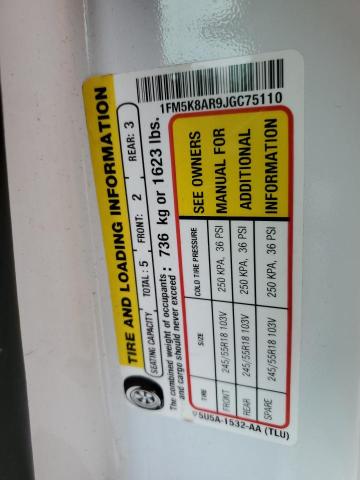 1FM5K8AR9JGC75110
TIRE AND LOADING INFORMATION
SEATING CAPACITY TOTAL : 5 FRONT: 2 REAR: 3
The combined weight of occupants
and cargo should never exceed : 736 kg or 1623 lbs.
TIRE SIZE COLD TIRE PRESSURE SEE OWNERS
FRONT 245/55R18 103V 250 KPA, 36 PSI MANUAL FOR
REAR 245/55R18 103V 250 KPA, 36 PSI ADDITIONAL
SPARE 245/55R18 103V 250 KPA, 36 PSI INFORMATION
5U5A-1532-AA (TLU)